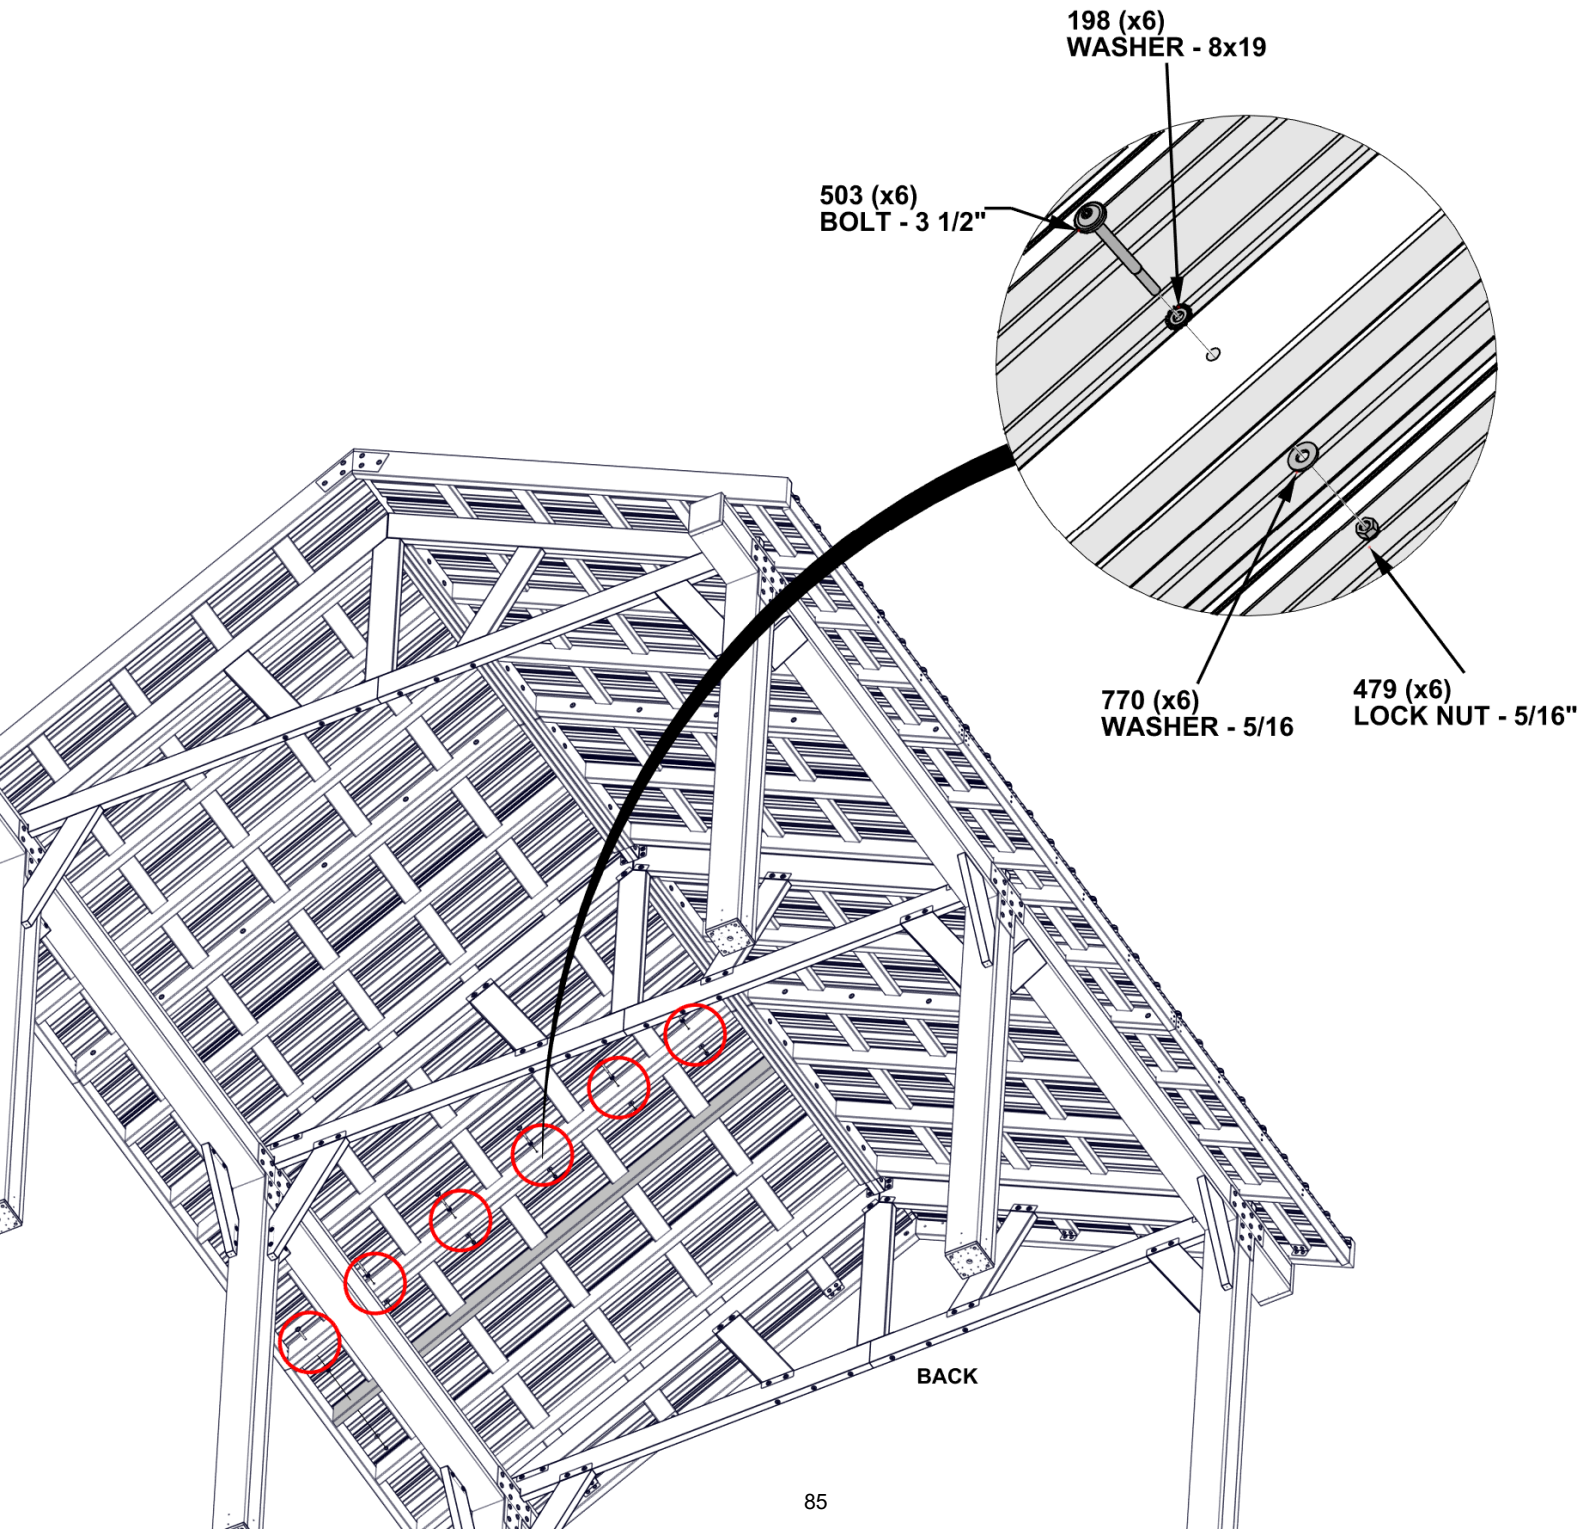 198 (x6)
WASHER - 8x19
503 (x6)
BOLT - 3 1/2"
770 (x6)
WASHER - 5/16
479 (x6)
LOCK NUT - 5/16"
BACK
85